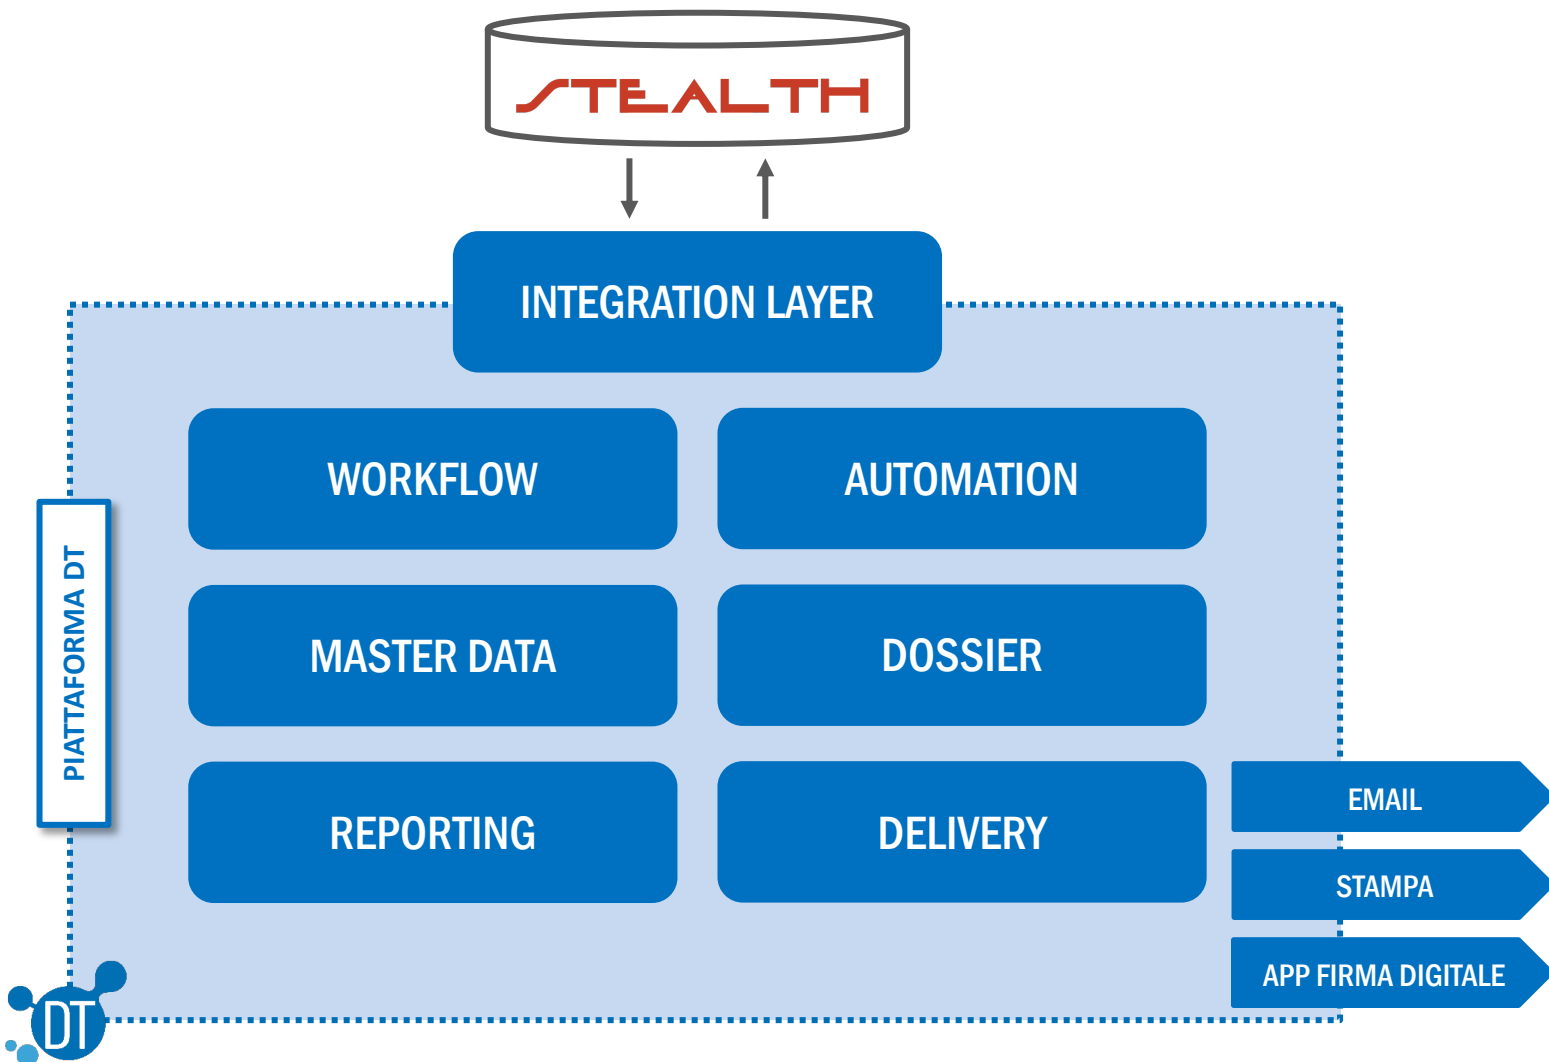 STEALTH
INTEGRATION LAYER
WORKFLOW
AUTOMATION
PIATTAFORMA DT
MASTER DATA
DOSSIER
REPORTING
DELIVERY
EMAIL
STAMPA
APP FIRMA DIGITALE
DT